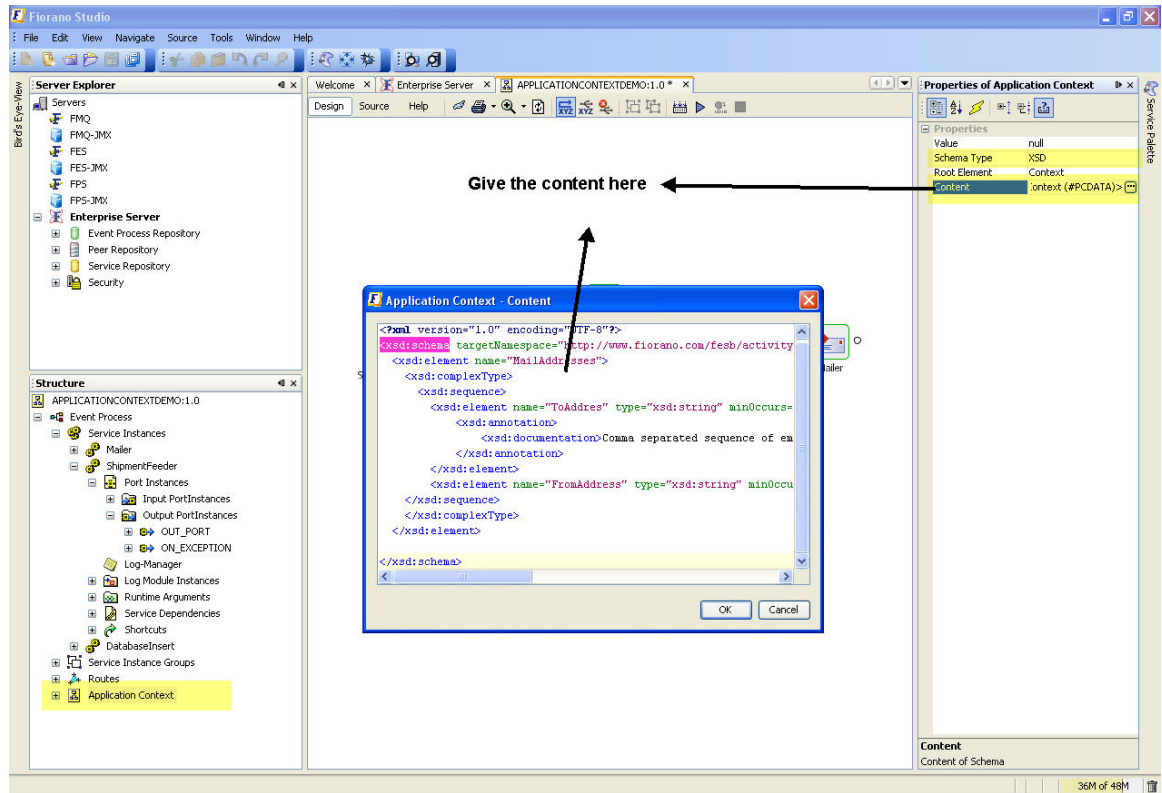 Fiorano Studio
File Edit View Navigate Source Tools Window Help
Bird's Eye-View
Server Explorer
Servers
FMQ
FMQ-JMX
FES
FES-JMX
FPS
FPS-JMX
Enterprise Server
Event Process Repository
Peer Repository
Service Repository
Security
Structure
APPLICATIONCONTEXTDEMO:1.0
Event Process
Service Instances
Mailer
ShipmentFeeder
Port Instances
Input PortInstances
Output PortInstances
OUT_PORT
ON_EXCEPTION
Log-Manager
Log Module Instances
Runtime Arguments
Service Dependencies
Shortcuts
DatabaseInsert
Service Instance Groups
Routes
Application Context
Welcome Enterprise Server APPLICATIONCONTEXTDEMO:1.0 *
Design Source Help
Give the content here
S
ailer
Application Context - Content
<?xml version="1.0" encoding="UTF-8"?>
<xsd:schema targetNamespace="http://www.fiorano.com/fesb/activity
<xsd:element name="MailAddresses">
<xsd:complexType>
<xsd:sequence>
<xsd:element name="ToAddres" type="xsd:string" minOccurs=
<xsd:annotation>
<xsd:documentation>Comma separated sequence of em
</xsd:annotation>
</xsd:element>
<xsd:element name="FromAddress" type="xsd:string" minOccu
</xsd:sequence>
</xsd:complexType>
</xsd:element>
</xsd:schema>
OK Cancel
Properties of Application Context
Properties
Value null
Schema Type XSD
Root Element Context
Content ontext (#PCDATA)>
Content
Content of Schema
Service Palette
36M of 48M